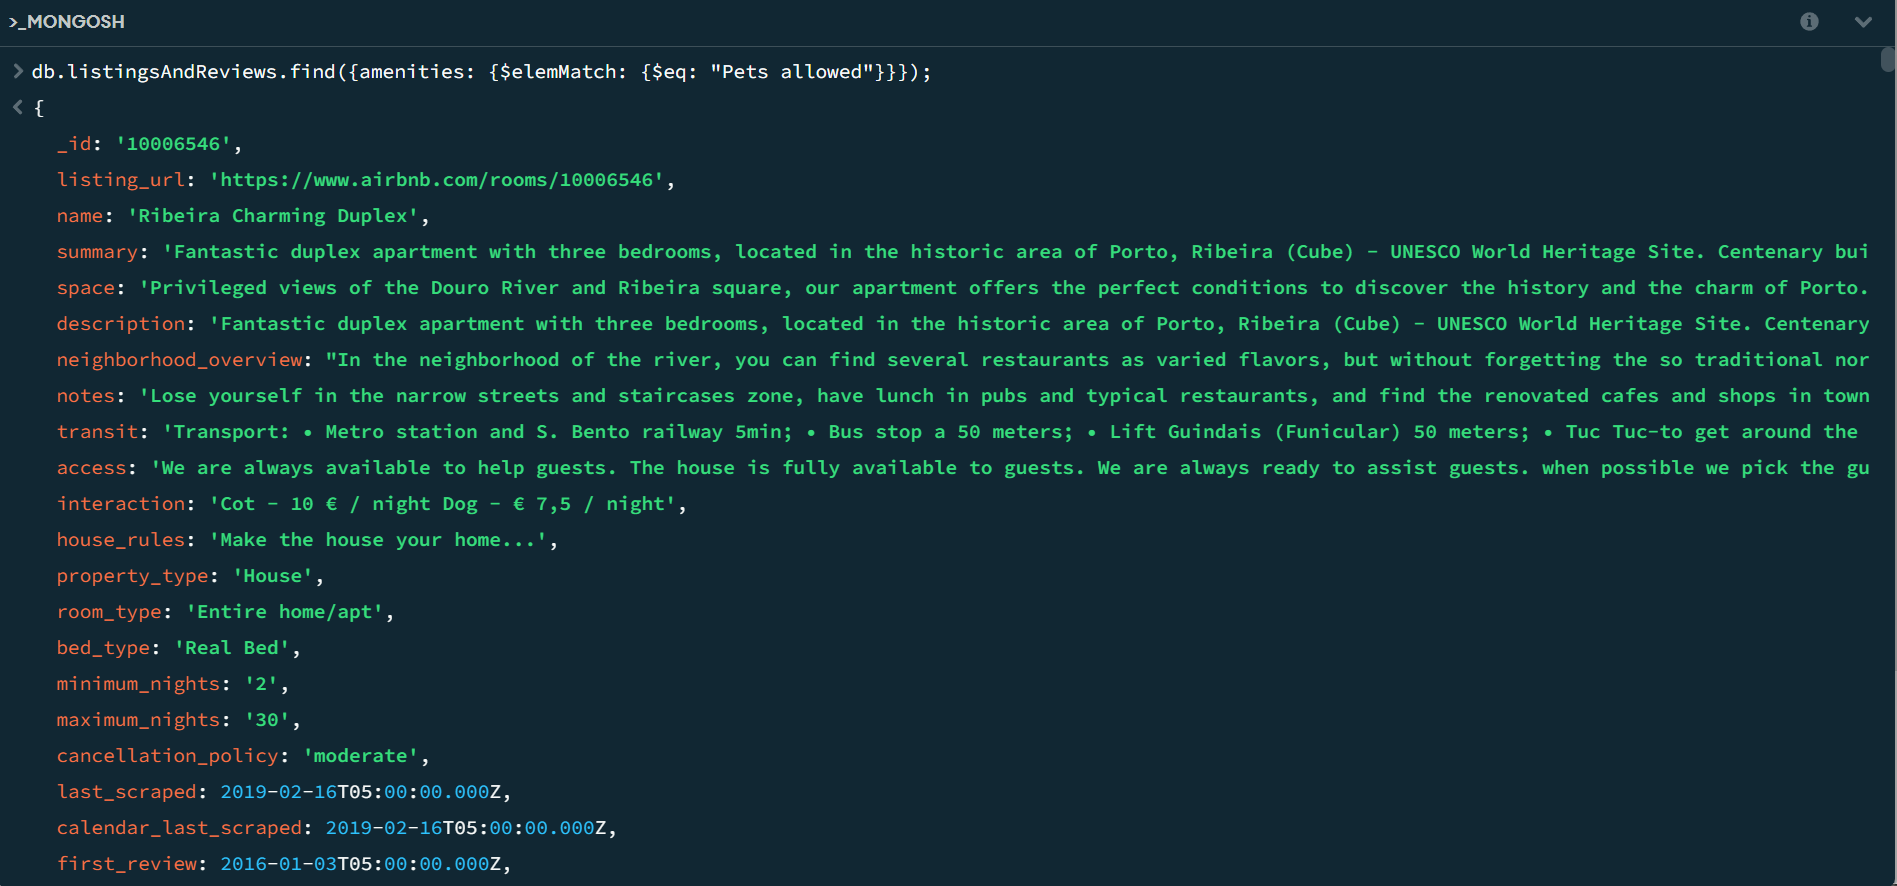 >_MONGOSH
> db.listingsAndReviews.find({amenities: {$elemMatch: {$eq: "Pets allowed"}}});
< {
_id: '10006546',
listing_url: 'https://www.airbnb.com/rooms/10006546',
name: 'Ribeira Charming Duplex',
summary: 'Fantastic duplex apartment with three bedrooms, located in the historic area of Porto, Ribeira (Cube) - UNESCO World Heritage Site. Centenary bui
space: 'Privileged views of the Douro River and Ribeira square, our apartment offers the perfect conditions to discover the history and the charm of Porto.
description: 'Fantastic duplex apartment with three bedrooms, located in the historic area of Porto, Ribeira (Cube) - UNESCO World Heritage Site. Centenary
neighborhood_overview: "In the neighborhood of the river, you can find several restaurants as varied flavors, but without forgetting the so traditional nor
notes: 'Lose yourself in the narrow streets and staircases zone, have lunch in pubs and typical restaurants, and find the renovated cafes and shops in town
transit: 'Transport: • Metro station and S. Bento railway 5min; • Bus stop a 50 meters; • Lift Guindais (Funicular) 50 meters; • Tuc Tuc-to get around the
access: 'We are always available to help guests. The house is fully available to guests. We are always ready to assist guests. when possible we pick the gu
interaction: 'Cot - 10 € / night Dog - € 7,5 / night',
house_rules: 'Make the house your home...',
property_type: 'House',
room_type: 'Entire home/apt',
bed_type: 'Real Bed',
minimum_nights: '2',
maximum_nights: '30',
cancellation_policy: 'moderate',
last_scraped: 2019-02-16T05:00:00.000Z,
calendar_last_scraped: 2019-02-16T05:00:00.000Z,
first_review: 2016-01-03T05:00:00.000Z,